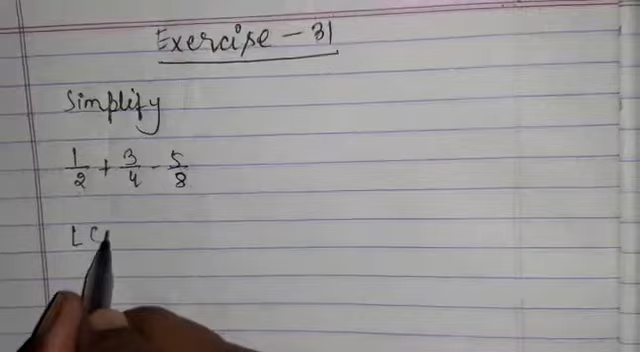 Exercise - 31
Simplify
1/2 + 3/4 - 5/8
LC